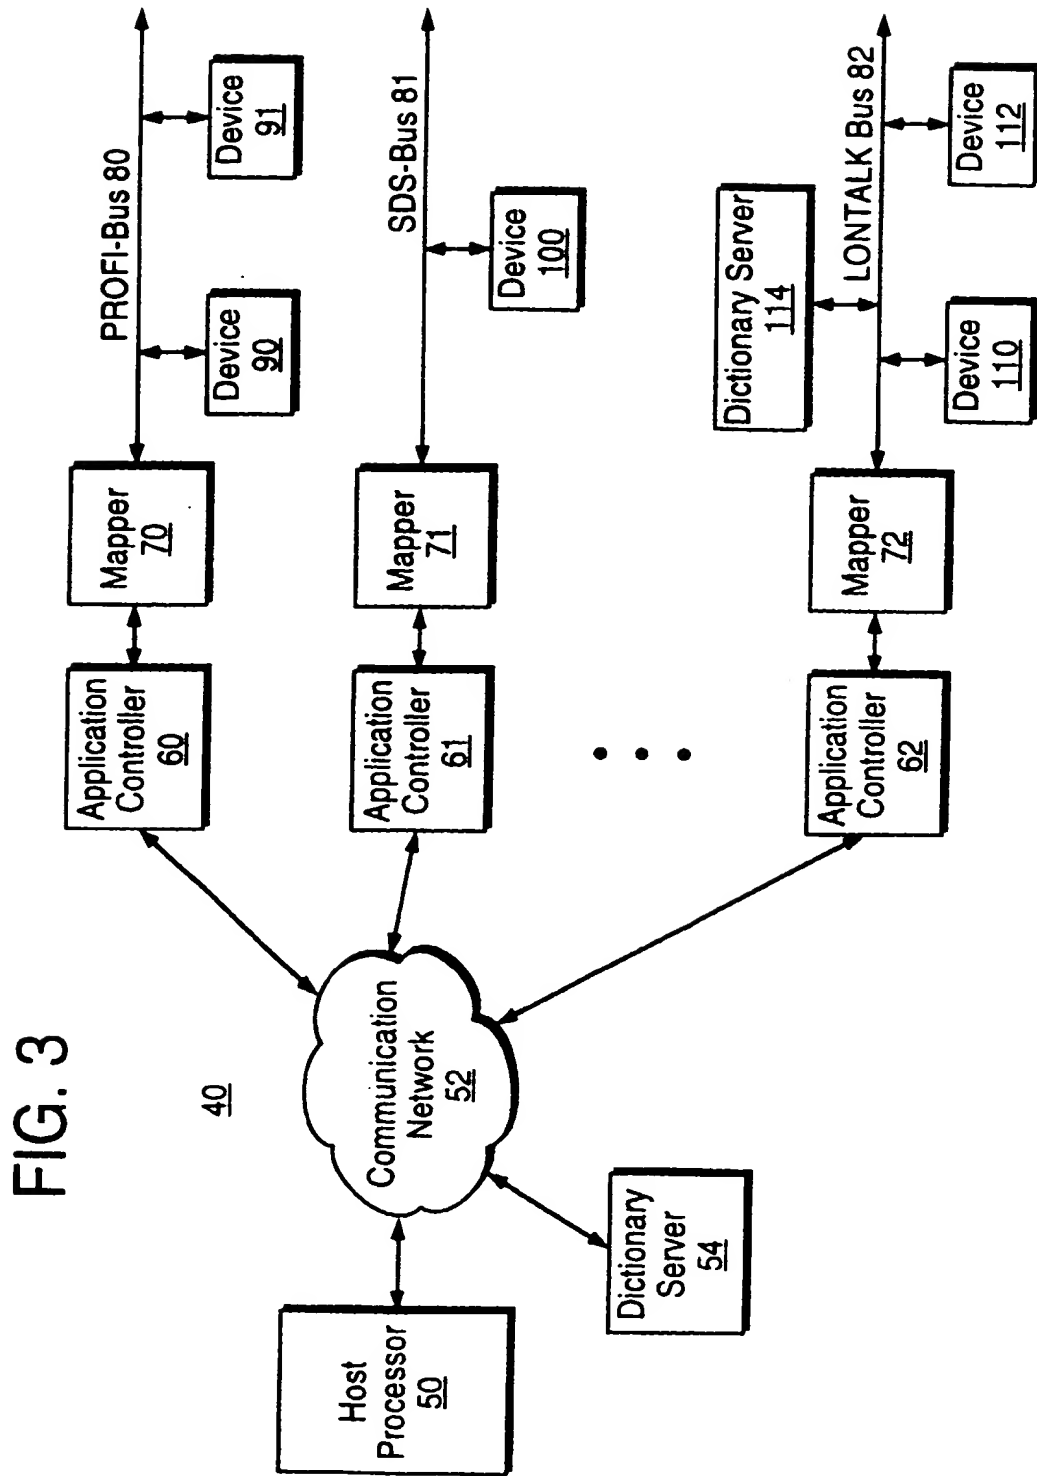 FIG. 3
40
Host
Processor
50
Communication
Network
52
Dictionary
Server
54
Application
Controller
60
Mapper
70
PROFI-Bus 80
Device
90
Device
91
Application
Controller
61
Mapper
71
SDS-Bus 81
Device
100
Application
Controller
62
Mapper
72
Dictionary Server
114
LONTALK Bus 82
Device
110
Device
112